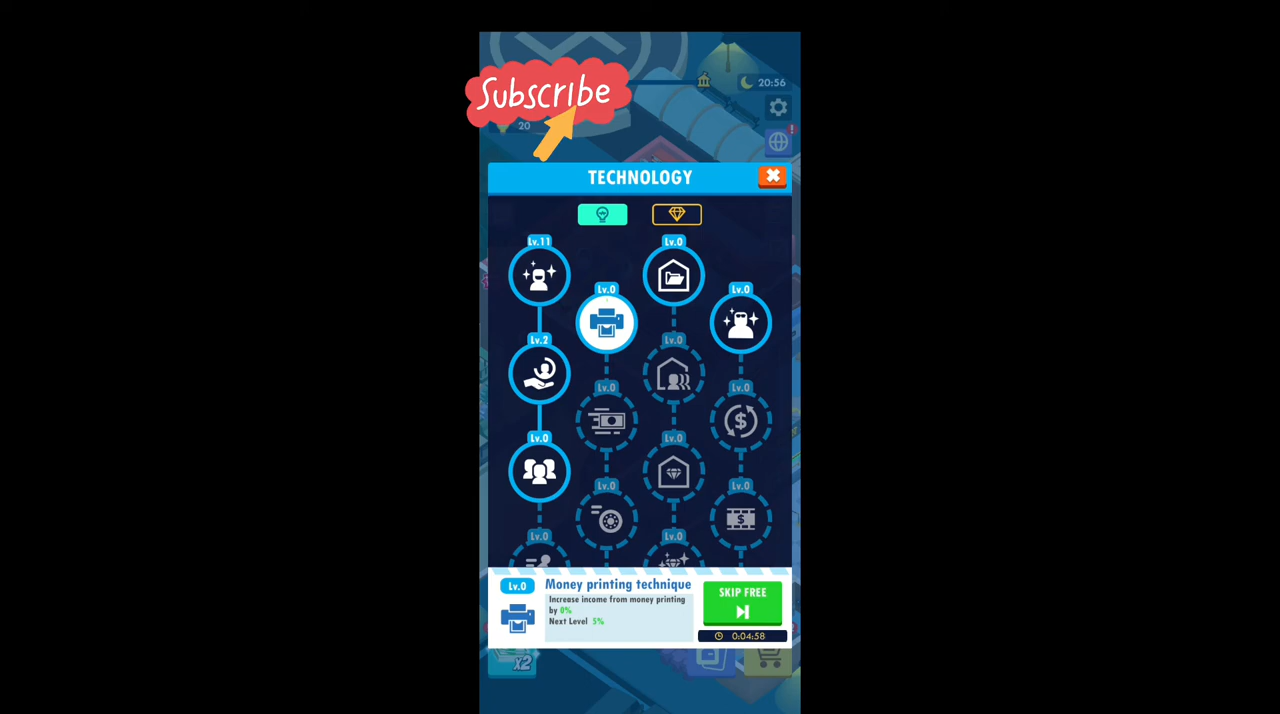 20:56
Subscribe
20
TECHNOLOGY
Lv.11
Lv.0
Lv.0
Lv.0
Lv.2
Lv.0
Lv.0
Lv.0
Lv.0
Lv.0
Lv.0
Lv.0
Lv.0
Lv.0
Lv.0
Money printing technique
Increase income from money printing
by 0%
Next Level 5%
SKIP FREE
0:04:58
x2